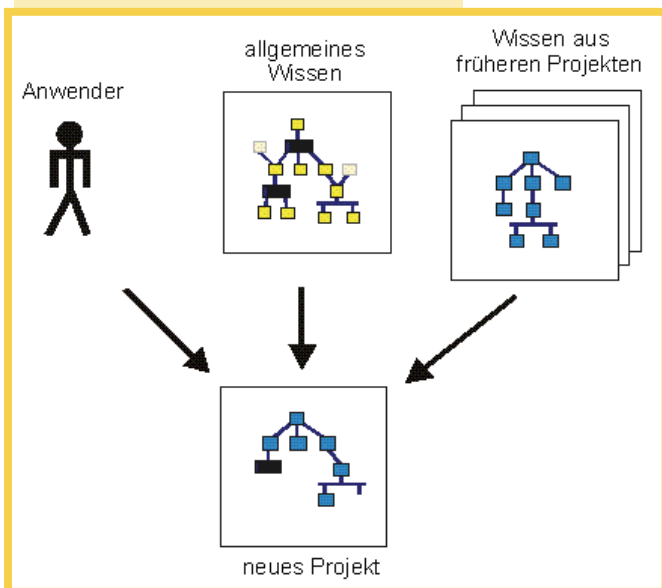 Anwender
allgemeines
Wissen
Wissen aus
früheren Projekten
neues Projekt